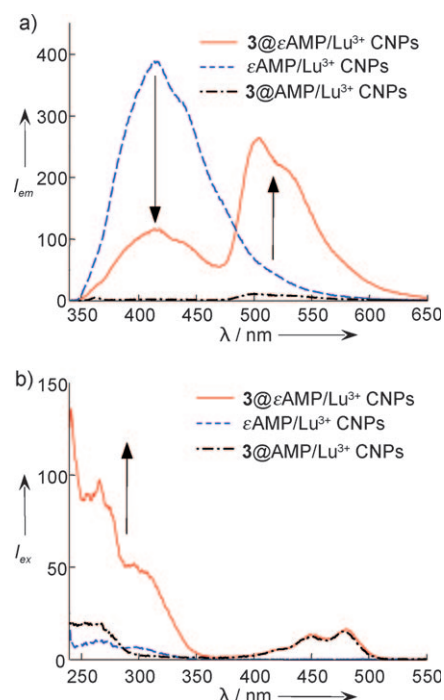 a)
3@εAMP/Lu³⁺ CNPs
εAMP/Lu³⁺ CNPs
3@AMP/Lu³⁺ CNPs
400
300
200
100
0
I_em
350 400 450 500 550 600 650
λ / nm
b)
150
3@εAMP/Lu³⁺ CNPs
εAMP/Lu³⁺ CNPs
3@AMP/Lu³⁺ CNPs
100
50
0
I_ex
250 300 350 400 450 500 550
λ / nm